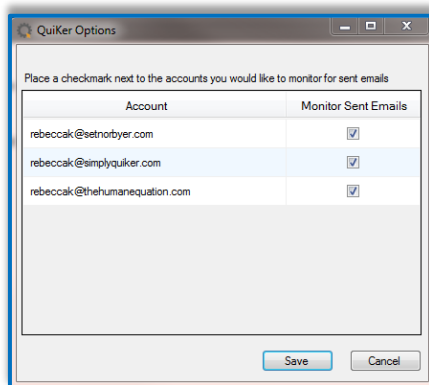 QuiKer Options
Place a checkmark next to the accounts you would like to monitor for sent emails
Account Monitor Sent Emails
rebeccak@setnorbyer.com
rebeccak@simplyquiker.com
rebeccak@thehumanequation.com
Save Cancel